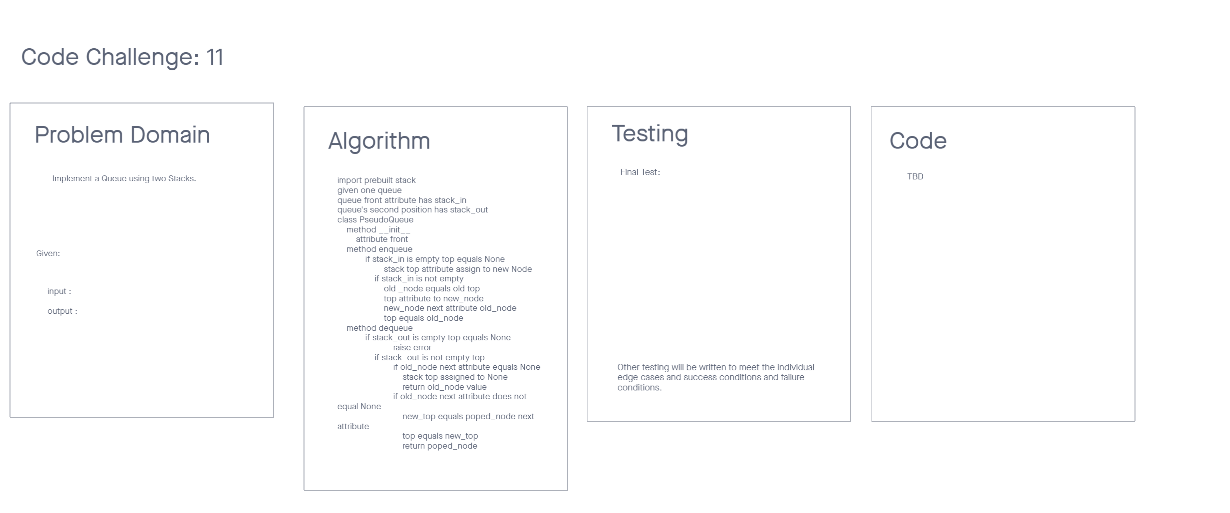 Code Challenge: 11
Problem Domain
Implement a Queue using two Stacks.
Given:
input :
output :
Algorithm
import prebuilt stack
given one queue
queue front attribute has stack_in
queue's second position has stack_out
class PseudoQueue
method __init__
attribute front
method enqueue
if stack_in is empty top equals None
stack top attribute assign to new Node
if stack_in is not empty
old _node equals old top
top attribute to new_node
new_node next attribute old_node
top equals old_node
method dequeue
if stack_out is empty top equals None
raise error
if stack_out is not empty top
if old_node next attribute equals None
stack top assigned to None
return old_node value
if old_node next attribute does not
equal None
new_top equals poped_node next
attribute
top equals new_top
return poped_node
Testing
Final Test:
Other testing will be written to meet the individual
edge cases and success conditions and failure
conditions.
Code
TBD